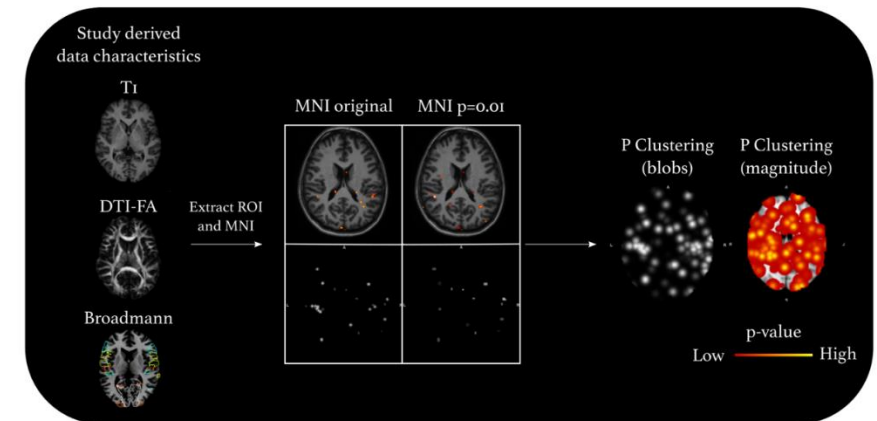 Study derived
data characteristics
T1
DTI-FA
Broadmann
Extract ROI
and MNI
MNI original
MNI p=0.01
P Clustering
(blobs)
P Clustering
(magnitude)
p-value
Low
High